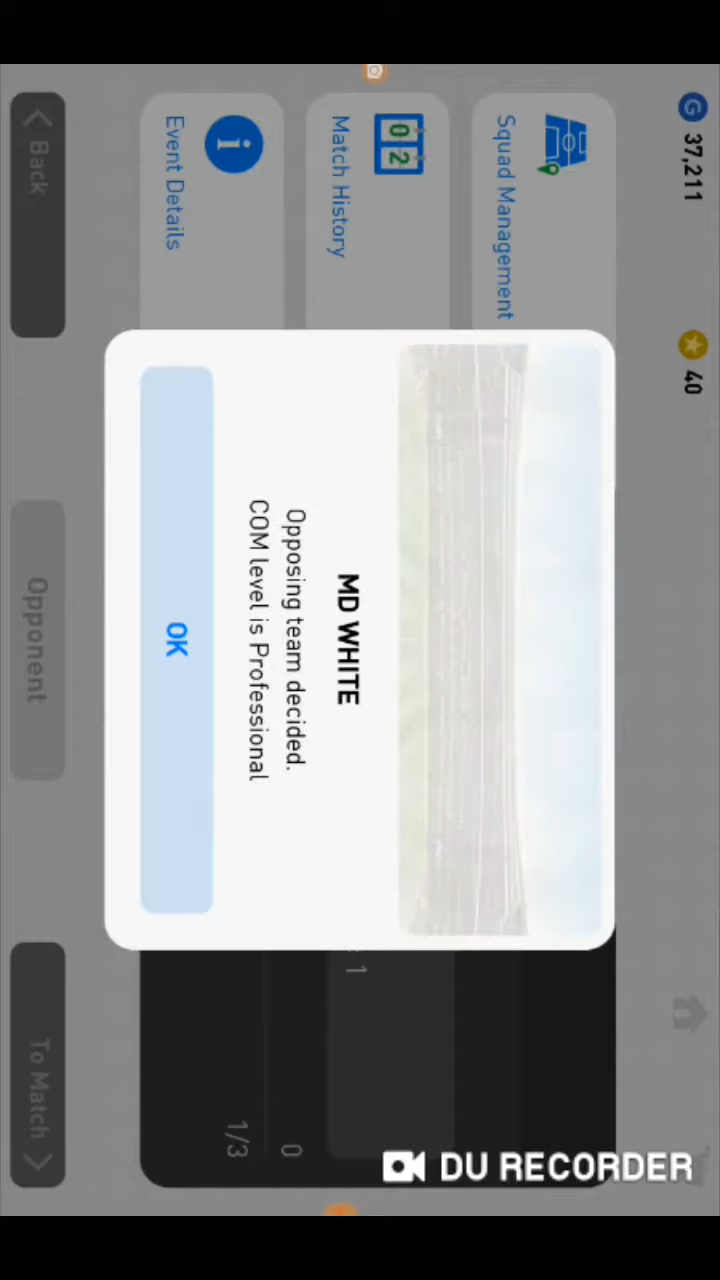 G 37,211
40
Squad Management
02
Match History
i
Event Details
MD WHITE
Opposing team decided.
COM level is Professional
OK
: 1
0
1/3
Back
Opponent
To Match
DU RECORDER